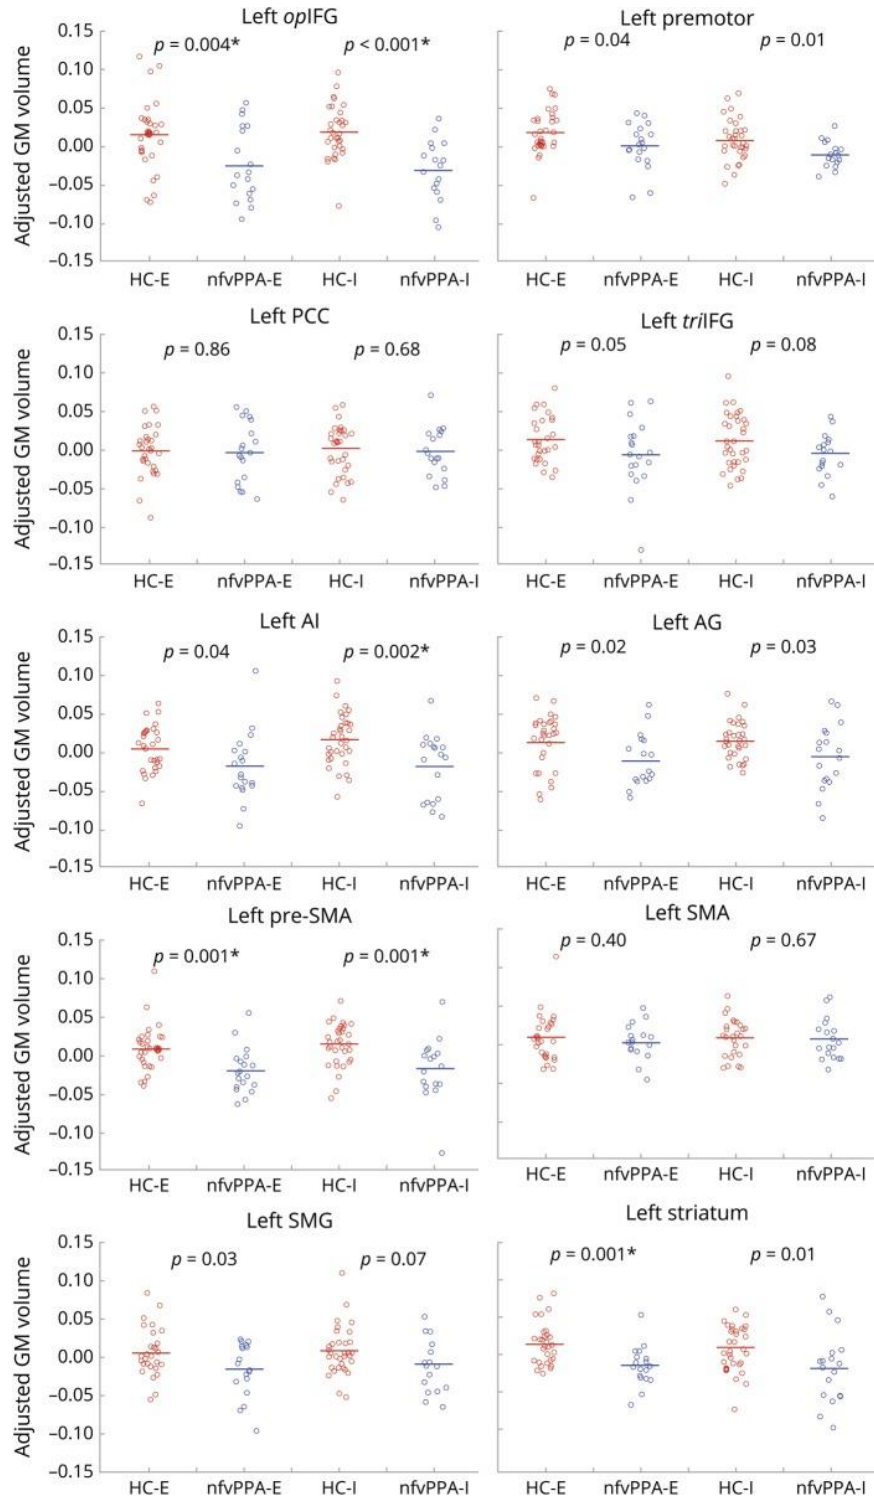 Left opIFG
Left premotor
p = 0.004*
p < 0.001*
p = 0.04
p = 0.01
Adjusted GM volume
0.15
0.10
0.05
0.00
−0.05
−0.10
−0.15
HC-E
nfvPPA-E
HC-I
nfvPPA-I
HC-E
nfvPPA-E
HC-I
nfvPPA-I
Left PCC
Left triIFG
p = 0.86
p = 0.68
p = 0.05
p = 0.08
Adjusted GM volume
0.15
0.10
0.05
0.00
−0.05
−0.10
−0.15
HC-E
nfvPPA-E
HC-I
nfvPPA-I
HC-E
nfvPPA-E
HC-I
nfvPPA-I
Left AI
Left AG
p = 0.04
p = 0.002*
p = 0.02
p = 0.03
Adjusted GM volume
0.15
0.10
0.05
0.00
−0.05
−0.10
−0.15
HC-E
nfvPPA-E
HC-I
nfvPPA-I
HC-E
nfvPPA-E
HC-I
nfvPPA-I
Left pre-SMA
Left SMA
p = 0.001*
p = 0.001*
p = 0.40
p = 0.67
Adjusted GM volume
0.15
0.10
0.05
0.00
−0.05
−0.10
−0.15
HC-E
nfvPPA-E
HC-I
nfvPPA-I
HC-E
nfvPPA-E
HC-I
nfvPPA-I
Left SMG
Left striatum
p = 0.03
p = 0.07
p = 0.001*
p = 0.01
Adjusted GM volume
0.15
0.10
0.05
0.00
−0.05
−0.10
−0.15
HC-E
nfvPPA-E
HC-I
nfvPPA-I
HC-E
nfvPPA-E
HC-I
nfvPPA-I